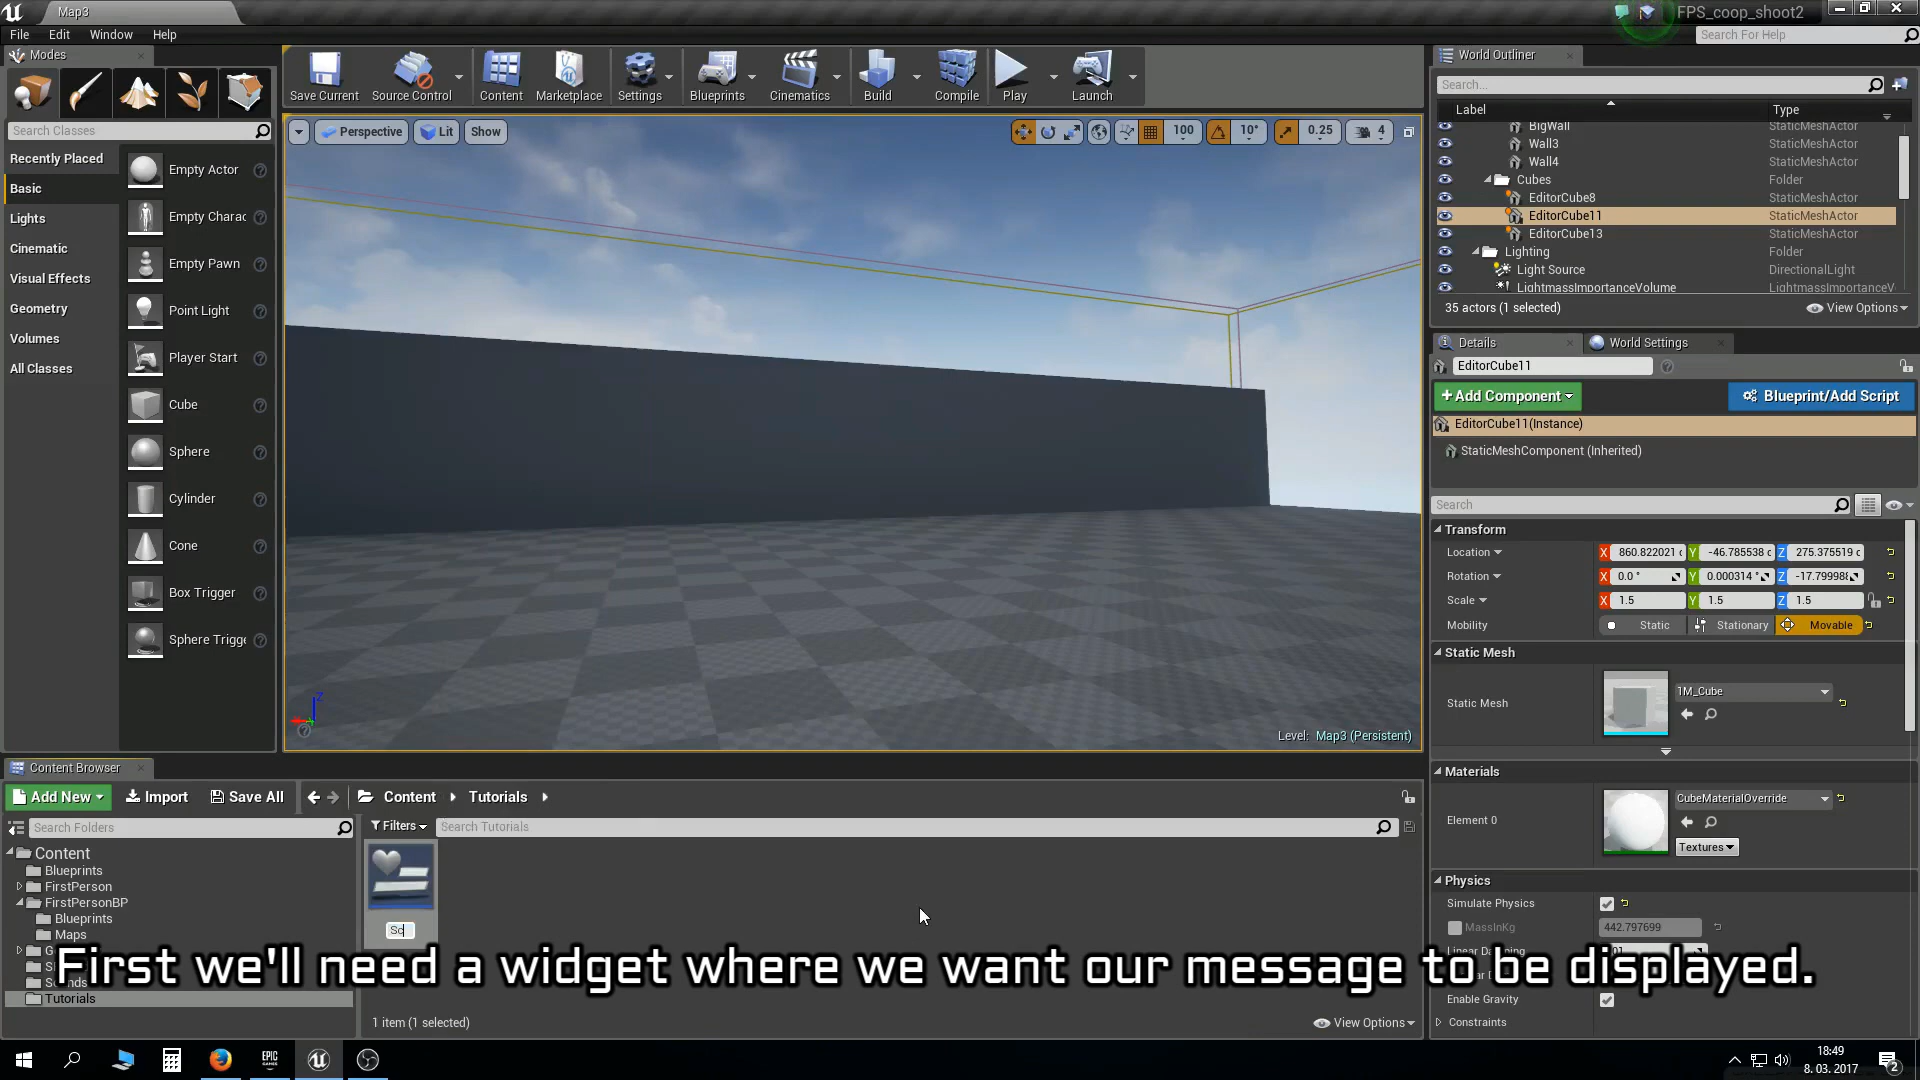 Map3
FPS_coop_shoot2
File Edit Window Help
Search For Help
Modes
Search Classes
Recently Placed
Basic
Lights
Cinematic
Visual Effects
Geometry
Volumes
All Classes
Empty Actor
Empty Charac
Empty Pawn
Point Light
Player Start
Cube
Sphere
Cylinder
Cone
Box Trigger
Sphere Trigge
Save Current Source Control Content Marketplace Settings Blueprints Cinematics Build Compile Play Launch
Perspective Lit Show
100 10° 0.25 4
Level: Map3 (Persistent)
World Outliner
Search...
Label Type
BigWall StaticMeshActor
Wall3 StaticMeshActor
Wall4 StaticMeshActor
Cubes Folder
EditorCube8 StaticMeshActor
EditorCube11 StaticMeshActor
EditorCube13 StaticMeshActor
Lighting Folder
Light Source DirectionalLight
LightmassImportanceVolume LightmassImportanceV
35 actors (1 selected) View Options
Details World Settings
EditorCube11
+Add Component Blueprint/Add Script
EditorCube11(Instance)
StaticMeshComponent (Inherited)
Search
Transform
Location X 860.822021 c Y -46.785538 c Z 275.375519 c
Rotation X 0.0 ° Y 0.000314 ° Z -17.79998
Scale X 1.5 Y 1.5 Z 1.5
Mobility Static Stationary Movable
Static Mesh
Static Mesh 1M_Cube
Materials
Element 0 CubeMaterialOverride
Textures
Physics
Simulate Physics
MassInKg 442.797699
Enable Gravity
Constraints
Content Browser
Add New Import Save All Content Tutorials
Search Folders
Filters Search Tutorials
Content
Blueprints
FirstPerson
FirstPersonBP
Blueprints
Maps
Tutorials
Sc
First we'll need a widget where we want our message to be displayed.
1 item (1 selected) View Options
EPIC GAMES
18:49
8. 03. 2017
2